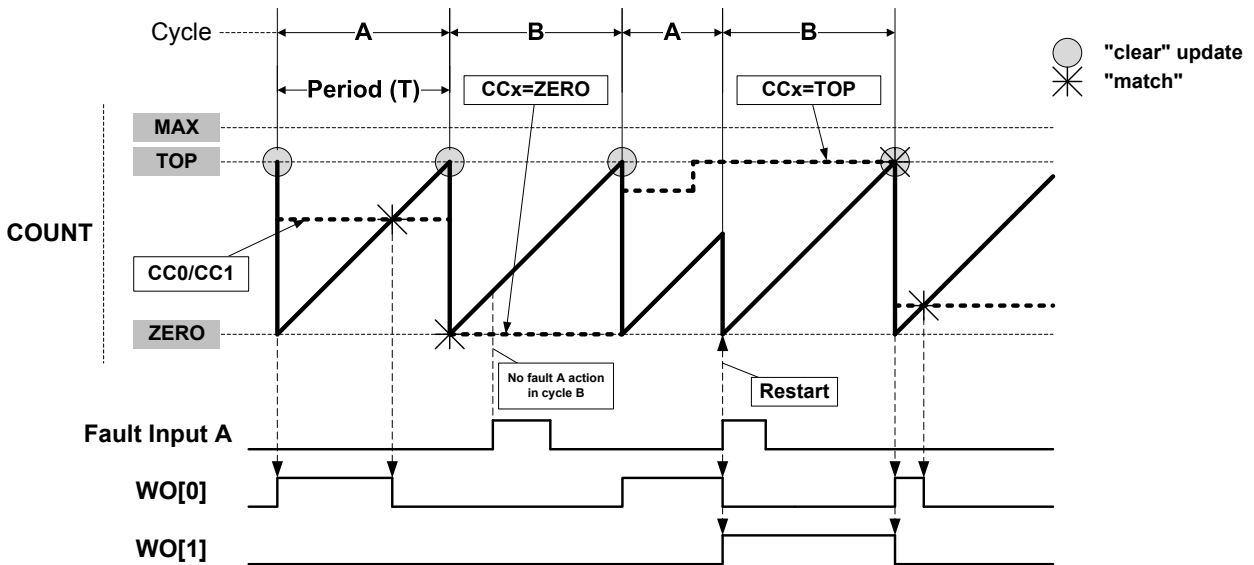 Cycle
A
B
A
B
"clear" update
"match"
Period (T)
CCx=ZERO
CCx=TOP
MAX
TOP
COUNT
CC0/CC1
ZERO
No fault A action
in cycle B
Restart
Fault Input A
WO[0]
WO[1]